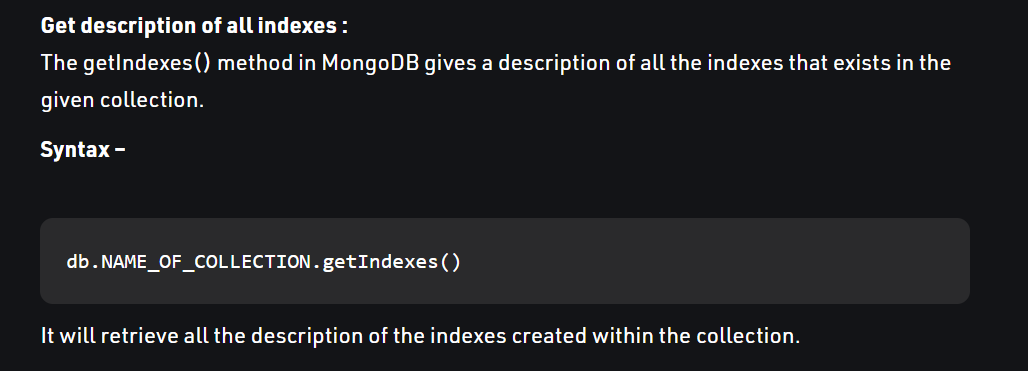 Get description of all indexes :
The getIndexes() method in MongoDB gives a description of all the indexes that exists in the
given collection.
Syntax –
db.NAME_OF_COLLECTION.getIndexes()
It will retrieve all the description of the indexes created within the collection.